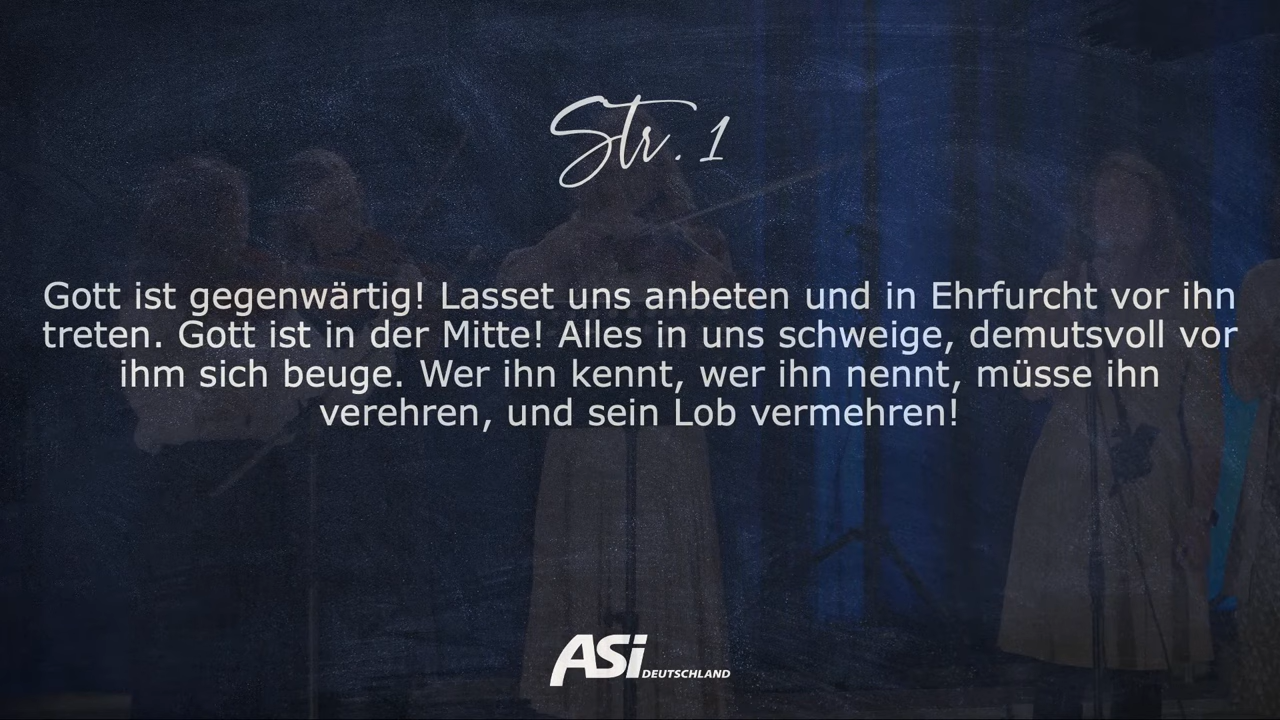 Str. 1
Gott ist gegenwärtig! Lasset uns anbeten und in Ehrfurcht vor ihn
treten. Gott ist in der Mitte! Alles in uns schweige, demutsvoll vor
ihm sich beuge. Wer ihn kennt, wer ihn nennt, müsse ihn
verehren, und sein Lob vermehren!
ASi DEUTSCHLAND